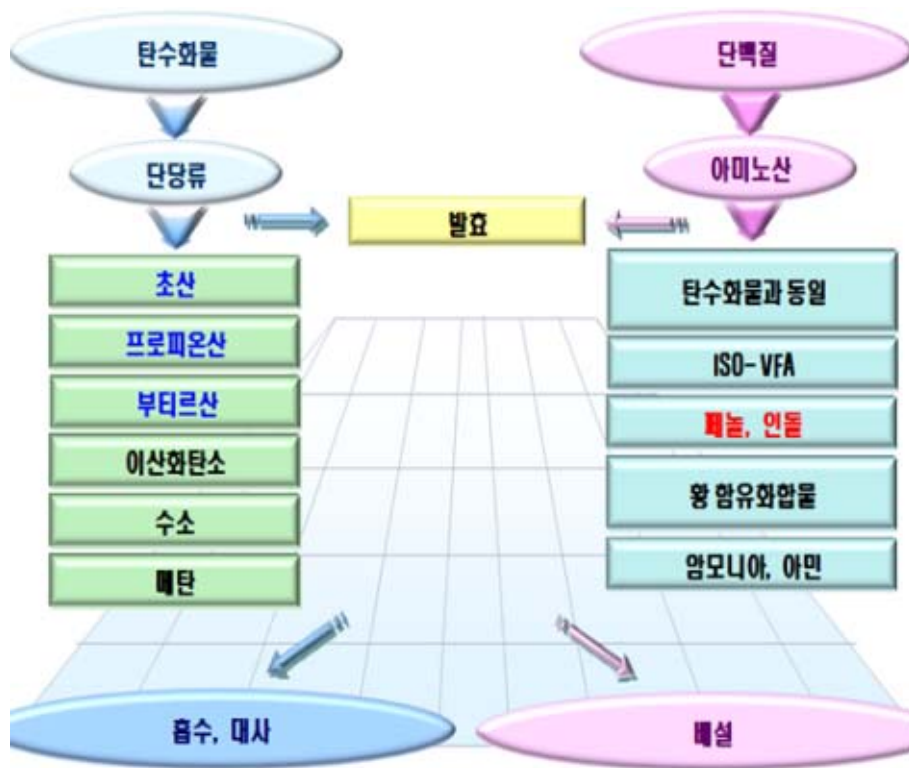 탄수화물
단백질
단당류
아미노산
발효
초산
프로피온산
부티르산
이산화탄소
수소
메탄
탄수화물과 동일
ISO-VFA
페놀, 인돌
황 함유화합물
암모니아, 아민
흡수, 대사
배설